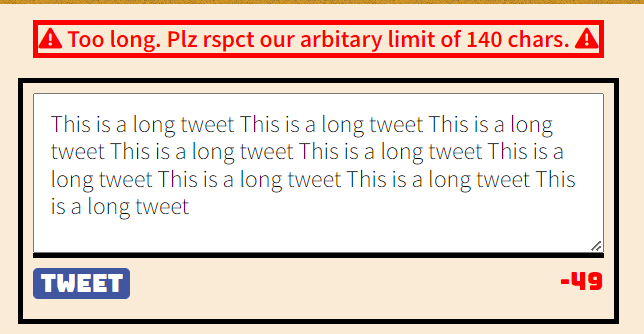 ⚠ Too long. Plz rspct our arbitary limit of 140 chars. ⚠
This is a long tweet This is a long tweet This is a long
tweet This is a long tweet This is a long tweet This is a
long tweet This is a long tweet This is a long tweet This
is a long tweet
TWEET
-49